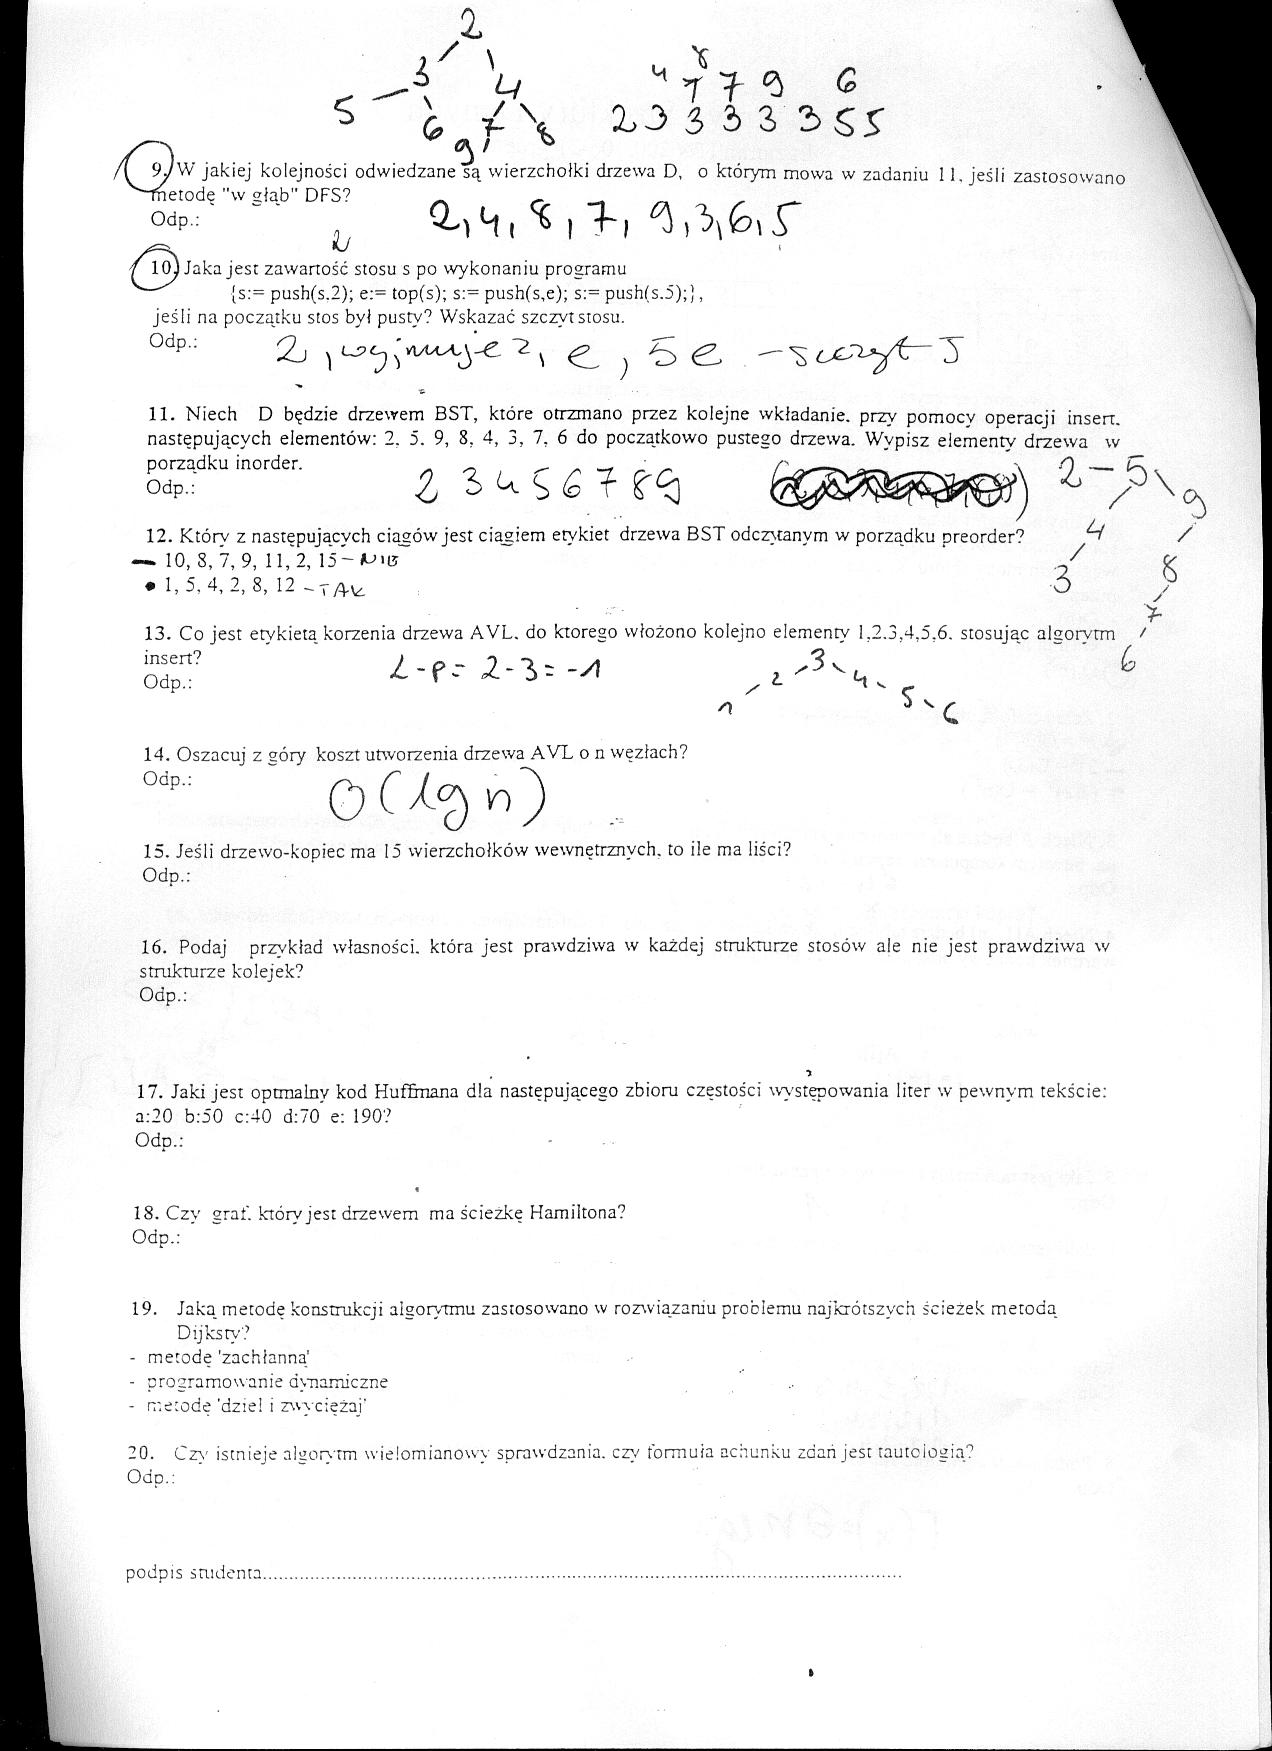 2
3 4
5 6 7 8
9
4 8
1 7 9 6
2 3 3 3 3 3 5 5
9. W jakiej kolejności odwiedzane są wierzchołki drzewa D, o którym mowa w zadaniu 11. jeśli zastosowano
metodę "w głąb" DFS?
Odp.: 2, 4, 8, 7, 9, 3, 6, 5
2
10. Jaka jest zawartość stosu s po wykonaniu programu
{s:= push(s.2); e:= top(s); s:= push(s,e); s:= push(s.5);},
jeśli na początku stos był pusty? Wskazać szczyt stosu.
Odp.: 2, wyjmuje 2, e, 5 e - szczyt 5
11. Niech D będzie drzewem BST, które otrzmano przez kolejne wkładanie. przy pomocy operacji insert.
następujących elementów: 2, 5. 9, 8, 4, 3, 7, 6 do początkowo pustego drzewa. Wypisz elementy drzewa w
porządku inorder.
Odp.: 2 3 4 5 6 7 8 9
2 - 5
9
4
3 8
7
6
12. Który z następujących ciągów jest ciągiem etykiet drzewa BST odczytanym w porządku preorder?
- 10, 8, 7, 9, 11, 2, 15 - NIE
• 1, 5, 4, 2, 8, 12 - TAK
13. Co jest etykietą korzenia drzewa AVL. do ktorego włożono kolejno elementy 1,2.3,4,5,6. stosując algorytm
insert?
Odp.: L - P = 2 - 3 = -1
3
2 4
1 5 6
14. Oszacuj z góry koszt utworzenia drzewa AVL o n węzłach?
Odp.: O(lg n)
15. Jeśli drzewo-kopiec ma 15 wierzchołków wewnętrznych. to ile ma liści?
Odp.:
16. Podaj przykład własności. która jest prawdziwa w każdej strukturze stosów ale nie jest prawdziwa w
strukturze kolejek?
Odp.:
17. Jaki jest optmalny kod Huffmana dla następującego zbioru częstości występowania liter w pewnym tekście:
a:20 b:50 c:40 d:70 e: 190?
Odp.:
18. Czy graf. który jest drzewem ma ścieżkę Hamiltona?
Odp.:
19. Jaką metodę konstrukcji algorytmu zastosowano w rozwiązaniu problemu najkrótszych ścieżek metodą
Dijksty?
- metodę 'zachłanną'
- programowanie dynamiczne
- metodę 'dziel i zwyciężaj'
20. Czy istnieje algorytm wielomianowy sprawdzania. czy formuła achunku zdań jest tautologią?
Odp.:
podpis studenta......................................................